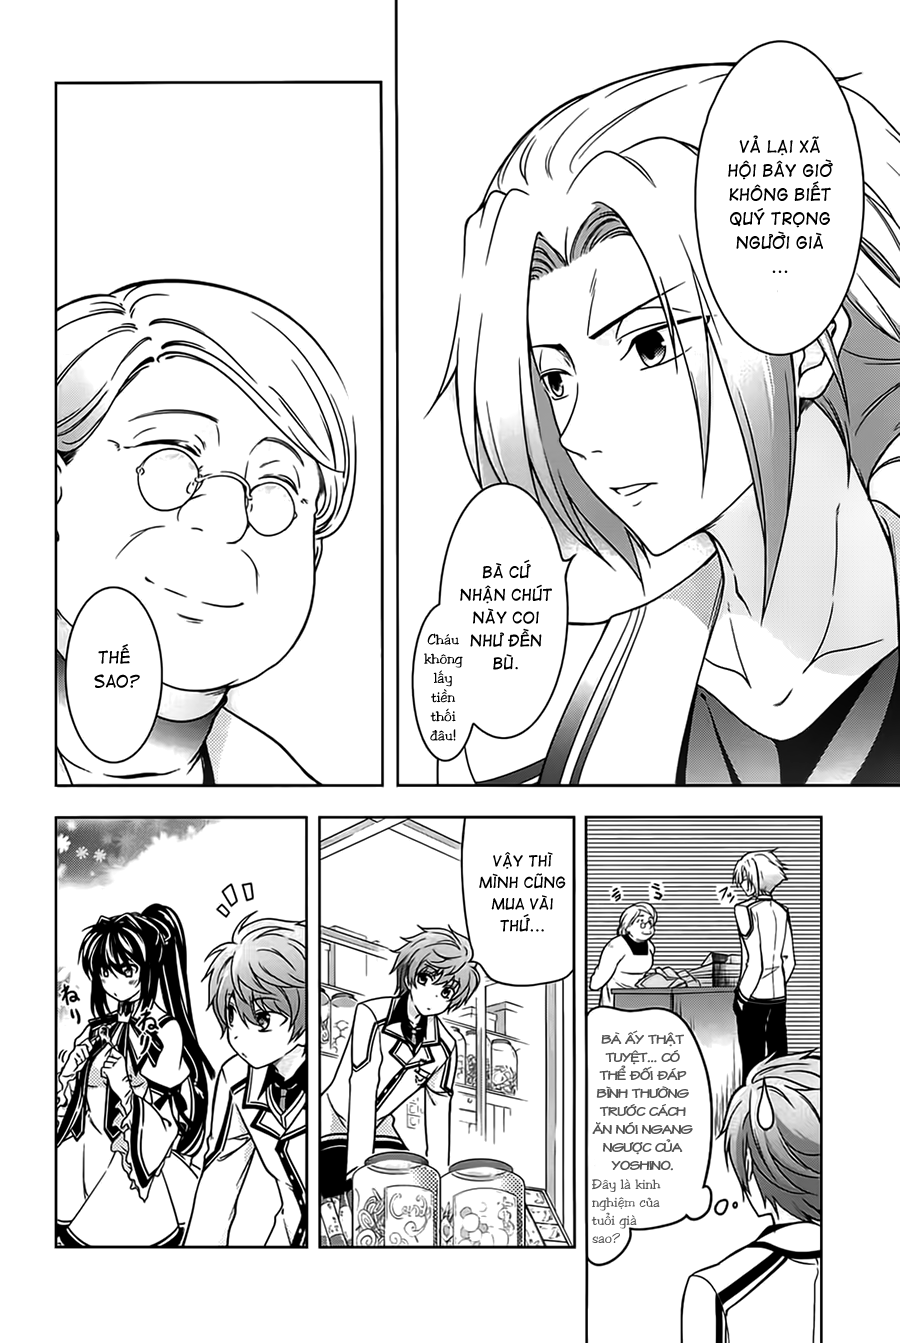 VẢ LẠI XÃ
HỘI BÂY GIỜ
KHÔNG BIẾT
QUÝ TRỌNG
NGƯỜI GIÀ
...
BÀ CỨ
NHẬN CHÚT
NÀY COI
NHƯ ĐỀN
BÙ.
Cháu
không
lấy
tiền
thối
đâu!
THẾ
SAO?
BÀ ẤY THẬT
TUYỆT... CÓ
THỂ ĐỐI ĐÁP
BÌNH THƯỜNG
TRƯỚC CÁCH
ĂN NÓI NGANG
NGƯỢC CỦA
YOSHINO.
Đây là kinh
nghiệm của
tuổi già
sao?
VẬY THÌ
MÌNH CŨNG
MUA VÀI
THỨ...
Candy
ねり